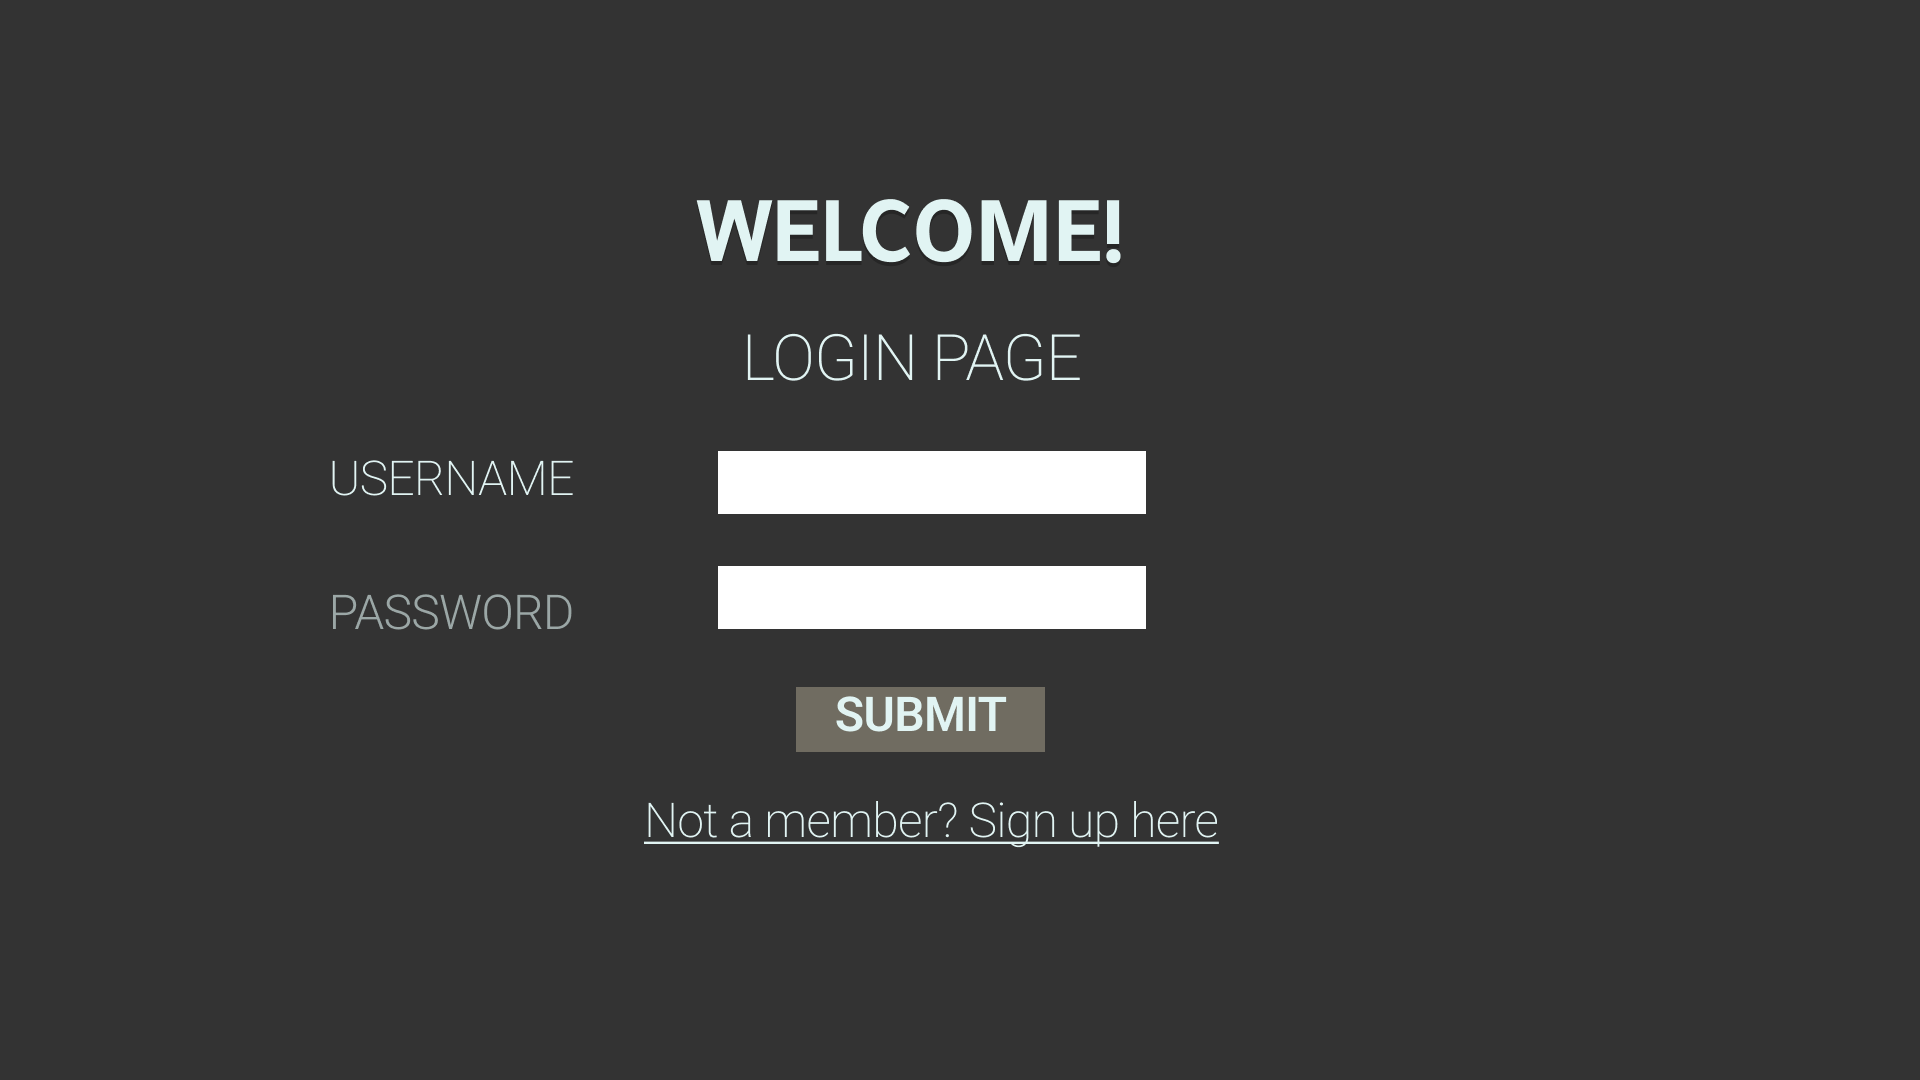 WELCOME!
LOGIN PAGE
USERNAME
PASSWORD
SUBMIT
Not a member? Sign up here